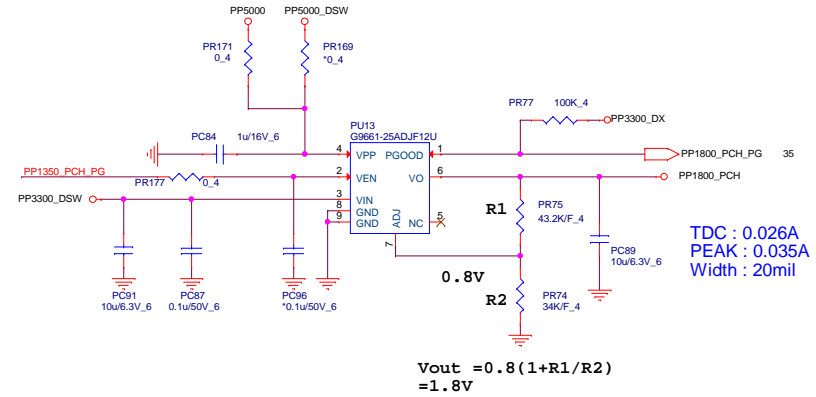 PP5000
PP5000_DSW
PR171
0_4
PR169
*0_4
PR77
100K_4
PP3300_DX
PU13
G9661-25ADJF12U
PC84
1u/16V_6
4
VPP
PGOOD
1
PP1800_PCH_PG
35
PP1350_PCH_PG
PR177
0_4
2
VEN
VO
6
PP1800_PCH
PP3300_DSW
3
VIN
8
GND
9
GND
ADJ
NC
5
7
R1
PR75
43.2K/F_4
PC89
10u/6.3V_6
TDC : 0.026A
PEAK : 0.035A
Width : 20mil
0.8V
R2
PR74
34K/F_4
PC91
10u/6.3V_6
PC87
0.1u/50V_6
PC96
*0.1u/50V_6
Vout =0.8(1+R1/R2)
=1.8V